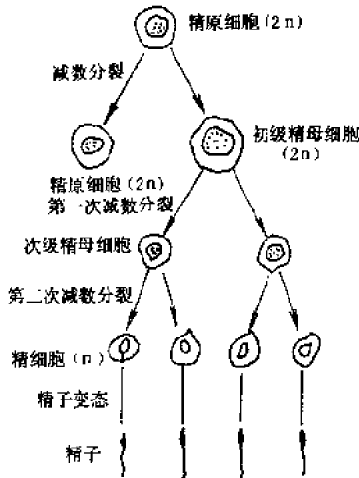 精原细胞(2n)
减数分裂
初级精母细胞
(2n)
精原细胞(2n)
第一次减数分裂
次级精母细胞
第二次减数分裂
精细胞(n)
精子变态
精子